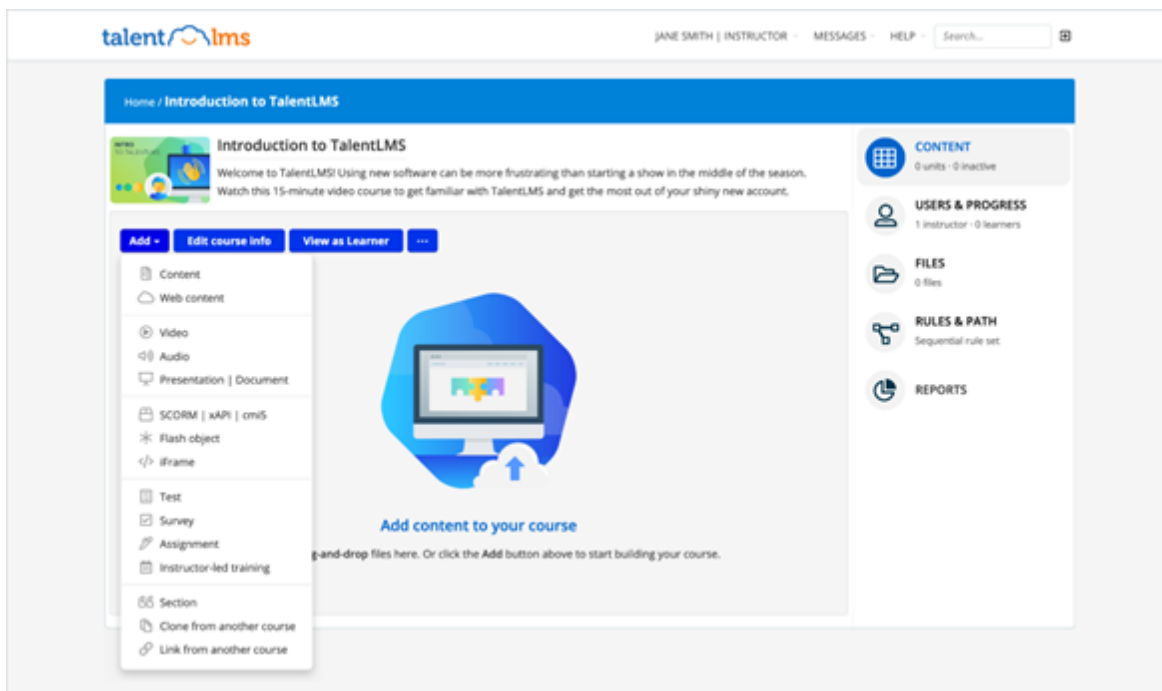 talentlms
JANE SMITH | INSTRUCTOR
MESSAGES
HELP
Search...
Home / Introduction to TalentLMS
INTRO
TO TALENTLMS
Introduction to TalentLMS
Welcome to TalentLMS! Using new software can be more frustrating than starting a show in the middle of the season.
Watch this 15-minute video course to get familiar with TalentLMS and get the most out of your shiny new account.
Add
Edit course info
View as Learner
...
Content
Web content
Video
Audio
Presentation | Document
SCORM | xAPI | cmi5
Flash object
iFrame
Test
Survey
Assignment
Instructor-led training
Section
Clone from another course
Link from another course
Add content to your course
g-and-drop files here. Or click the Add button above to start building your course.
CONTENT
0 units · 0 inactive
USERS & PROGRESS
1 instructor · 0 learners
FILES
0 files
RULES & PATH
Sequential rule set
REPORTS